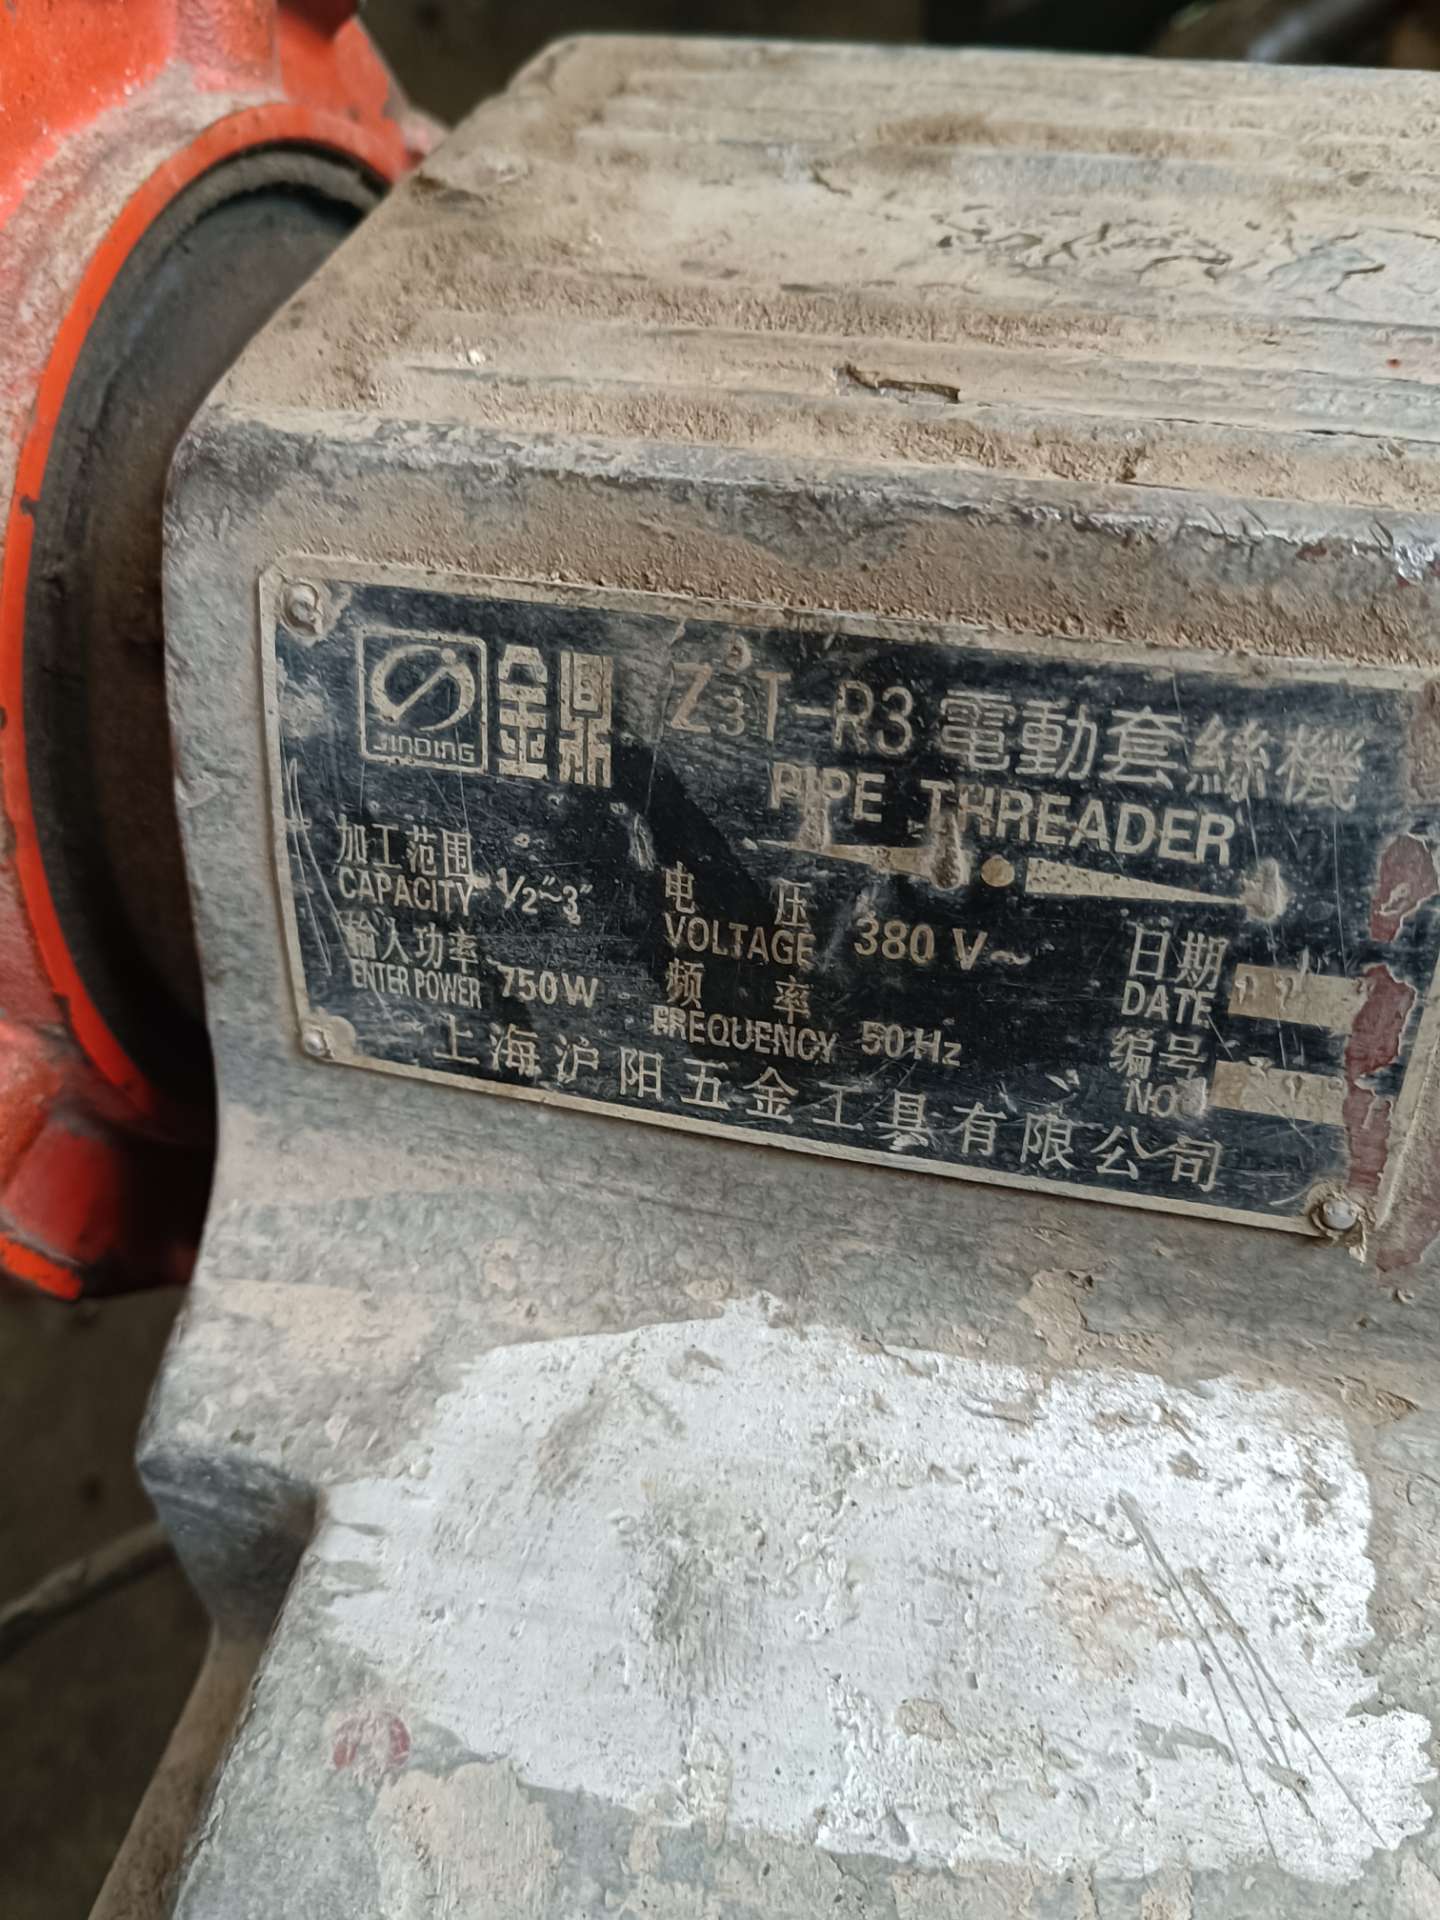 JINDING 金鼎 Z3T-R3 電動套絲機
PIPE THREADER
加工范围
CAPACITY 1/2"~3"
电压
VOLTAGE 380 V~
输入功率
ENTER POWER 750W
频率
FREQUENCY 50 Hz
日期
DATE
编号
NO
上海沪阳五金工具有限公司